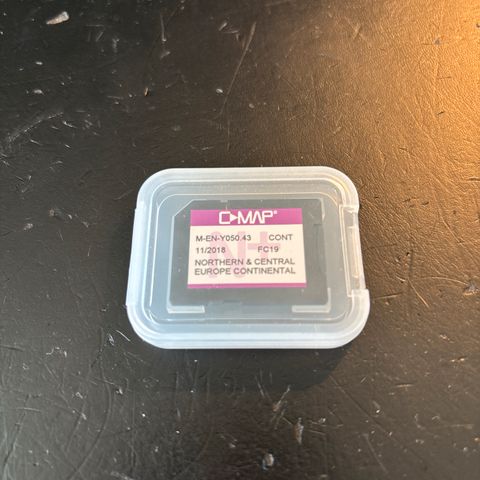 C-MAP®
M-EN-Y050.43 CONT
11/2018 FC19
NORTHERN & CENTRAL
EUROPE CONTINENTAL